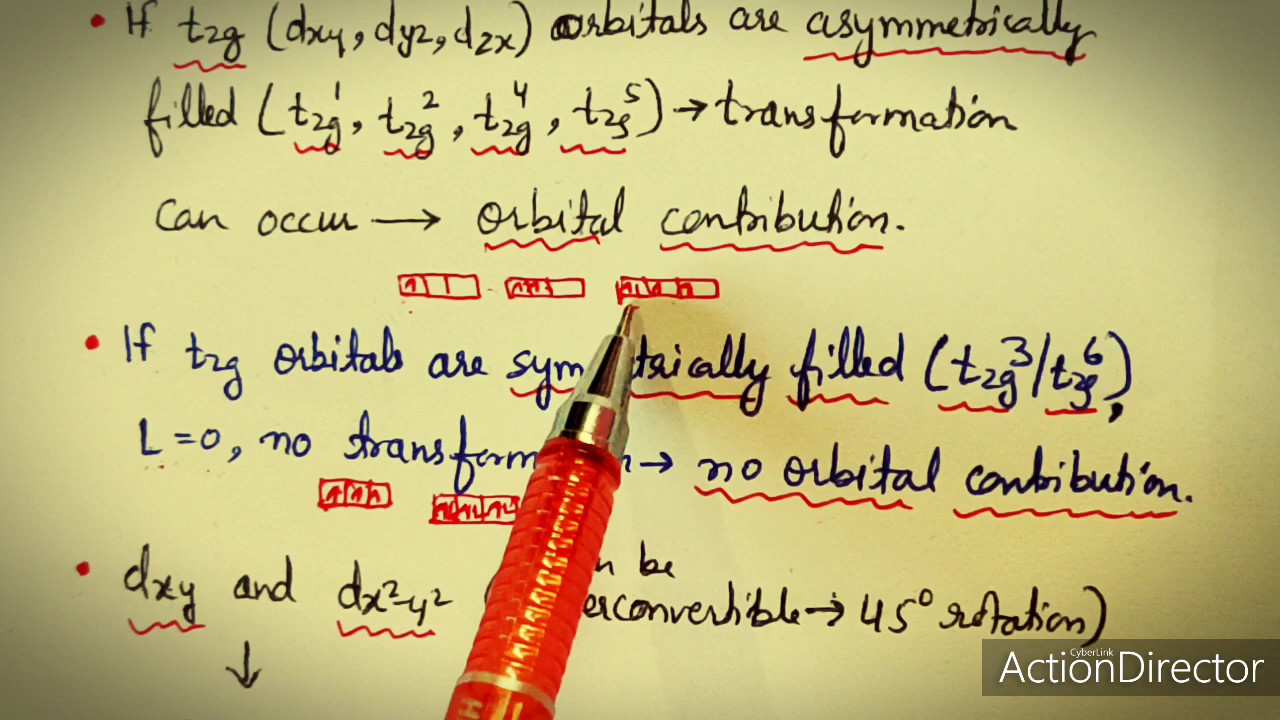 • If t₂g (dxy, dyz, dzx) orbitals are asymmetrically
filled (t₂g¹, t₂g², t₂g⁴, t₂g⁵) → transformation
can occur → orbital contribution.
• If t₂g orbitals are symmetrically filled (t₂g³/t₂g⁶),
L=0, no transform → no orbital contribution.
• dxy and dx²-y² be
erconvertible → 45° rotation)
↓
CyberLink
ActionDirector